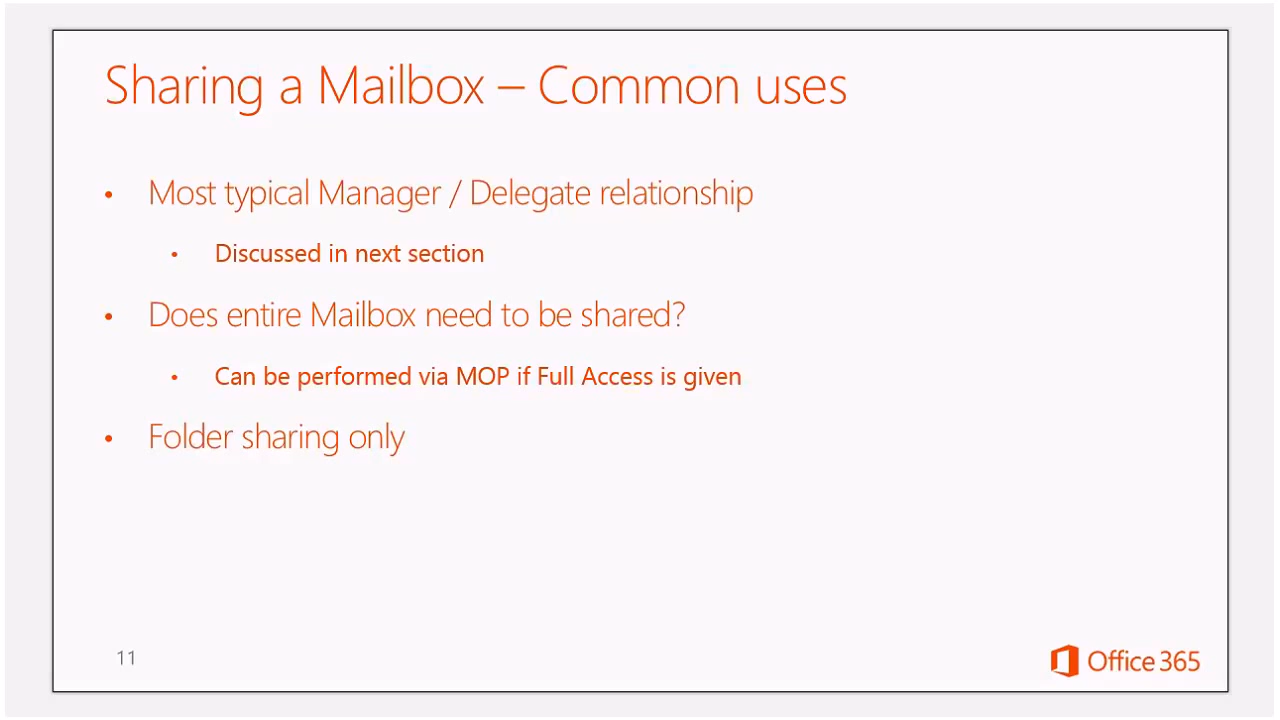 Sharing a Mailbox – Common uses
• Most typical Manager / Delegate relationship
• Discussed in next section
• Does entire Mailbox need to be shared?
• Can be performed via MOP if Full Access is given
• Folder sharing only
11
Office 365